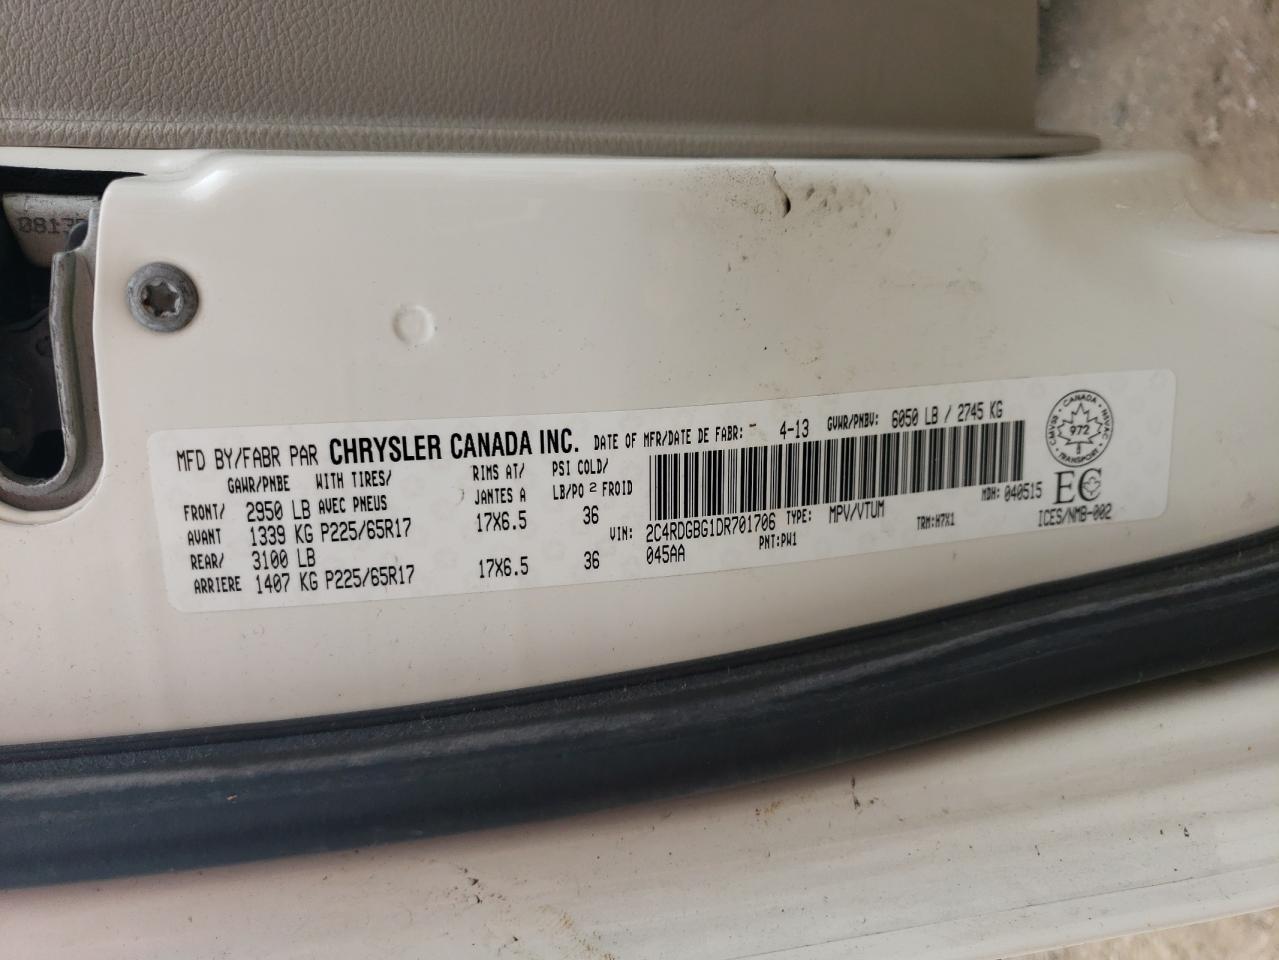 MFD BY/FABR PAR CHRYSLER CANADA INC. DATE OF MFR/DATE DE FABR: 4-13 GVWR/PNBV: 6050 LB / 2745 KG
GAWR/PNBE WITH TIRES/ RIMS AT/ PSI COLD/
FRONT/ 2950 LB AVEC PNEUS JANTES A LB/PO 2 FROID
AVANT 1339 KG P225/65R17 17X6.5 36
REAR/ 3100 LB
ARRIERE 1407 KG P225/65R17 17X6.5 36
VIN: 2C4RDGBG1DR701706 TYPE: MPV/VTUM MDH: 040515
045AA PNT:PW1 TRM:H7X1
CANADA
972
TRANSPORT
EC
ICES/NMB-002